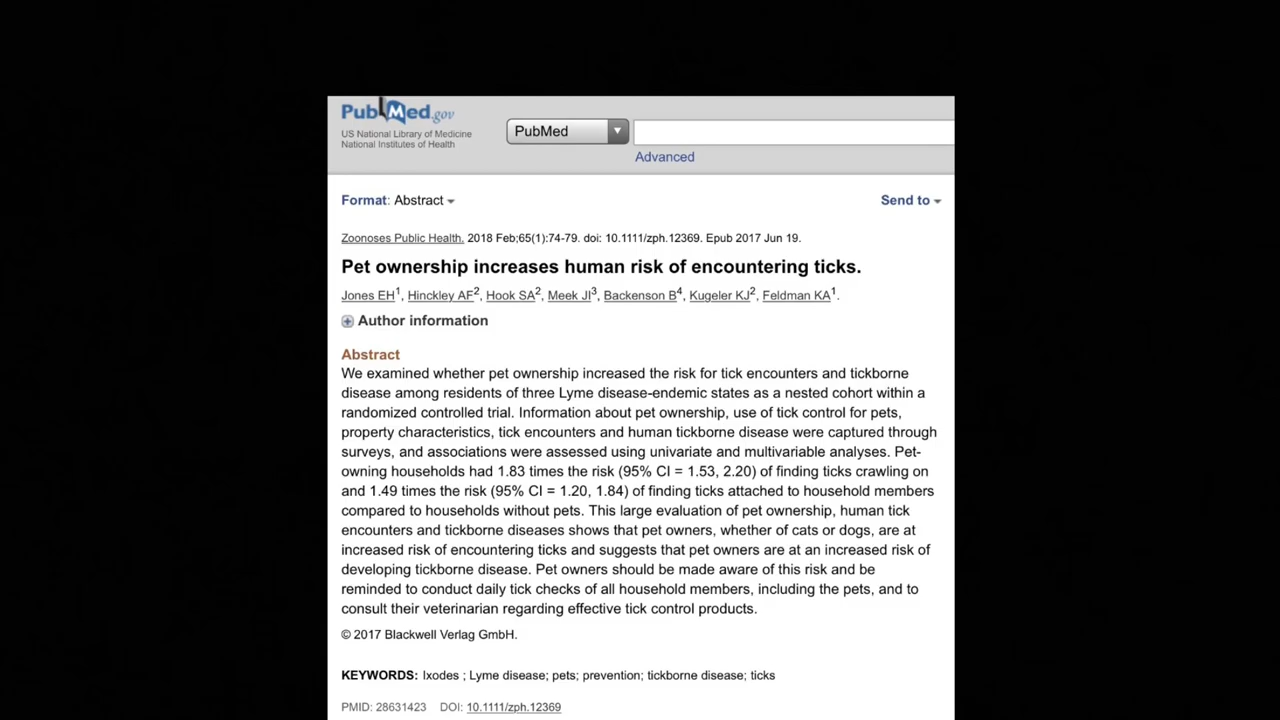 PubMed.gov
US National Library of Medicine
National Institutes of Health
PubMed
Advanced
Format: Abstract
Send to
Zoonoses Public Health. 2018 Feb;65(1):74-79. doi: 10.1111/zph.12369. Epub 2017 Jun 19.
Pet ownership increases human risk of encountering ticks.
Jones EH1, Hinckley AF2, Hook SA2, Meek JI3, Backenson B4, Kugeler KJ2, Feldman KA1.
Author information
Abstract
We examined whether pet ownership increased the risk for tick encounters and tickborne
disease among residents of three Lyme disease-endemic states as a nested cohort within a
randomized controlled trial. Information about pet ownership, use of tick control for pets,
property characteristics, tick encounters and human tickborne disease were captured through
surveys, and associations were assessed using univariate and multivariable analyses. Pet-
owning households had 1.83 times the risk (95% CI = 1.53, 2.20) of finding ticks crawling on
and 1.49 times the risk (95% CI = 1.20, 1.84) of finding ticks attached to household members
compared to households without pets. This large evaluation of pet ownership, human tick
encounters and tickborne diseases shows that pet owners, whether of cats or dogs, are at
increased risk of encountering ticks and suggests that pet owners are at an increased risk of
developing tickborne disease. Pet owners should be made aware of this risk and be
reminded to conduct daily tick checks of all household members, including the pets, and to
consult their veterinarian regarding effective tick control products.
© 2017 Blackwell Verlag GmbH.
KEYWORDS: Ixodes ; Lyme disease; pets; prevention; tickborne disease; ticks
PMID: 28631423 DOI: 10.1111/zph.12369